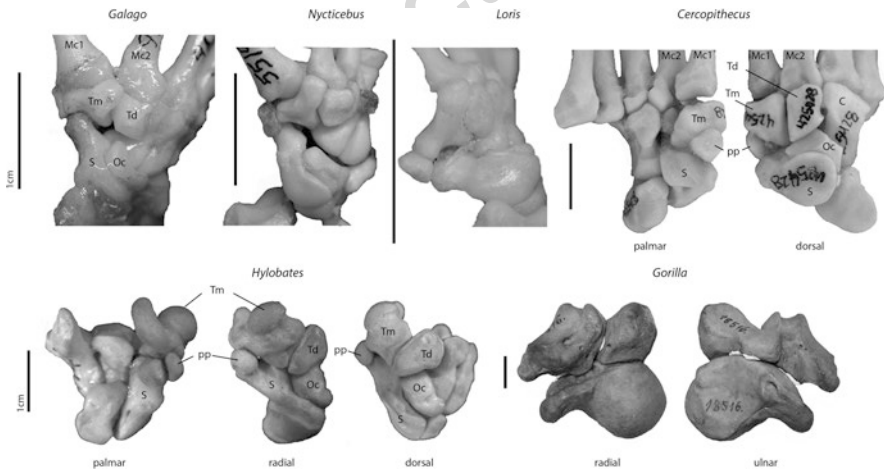 Galago Nycticebus Loris Cercopithecus
Mc1
Mc2
Tm
Td
S
Oc
1cm
Mc2
Mc1
Td
Tm
pp
S
Mc1
Mc2
C
Oc
S
palmar dorsal
Hylobates Gorilla
Tm
pp
S
Td
S
Oc
pp
Tm
Td
Oc
S
1cm
18516.
palmar radial dorsal radial ulnar